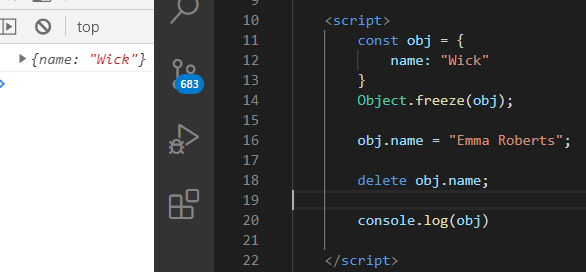 top
{name: "Wick"}
683
10 <script>
11 const obj = {
12 name: "Wick"
13 }
14 Object.freeze(obj);
15
16 obj.name = "Emma Roberts";
17
18 delete obj.name;
19
20 console.log(obj)
21
22 </script>